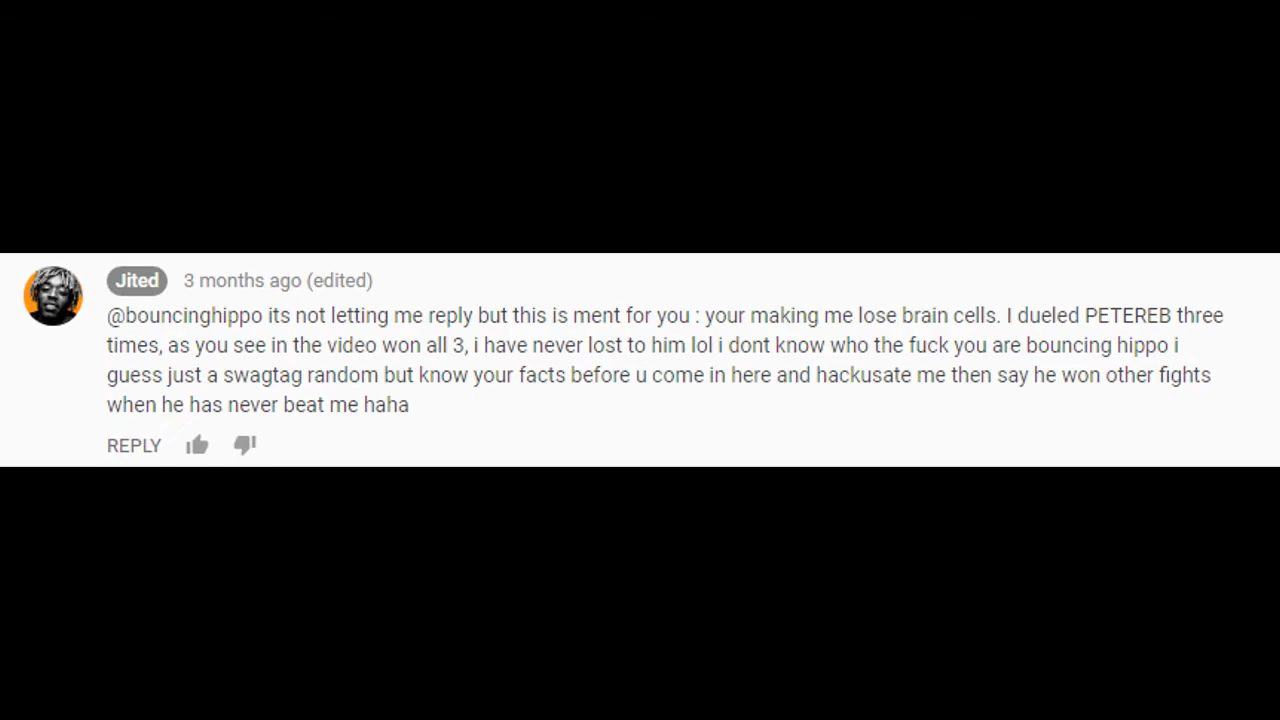 Jited 3 months ago (edited)
@bouncinghippo its not letting me reply but this is ment for you : your making me lose brain cells. I dueled PETEREB three
times, as you see in the video won all 3, i have never lost to him lol i dont know who the fuck you are bouncing hippo i
guess just a swagtag random but know your facts before u come in here and hackusate me then say he won other fights
when he has never beat me haha
REPLY